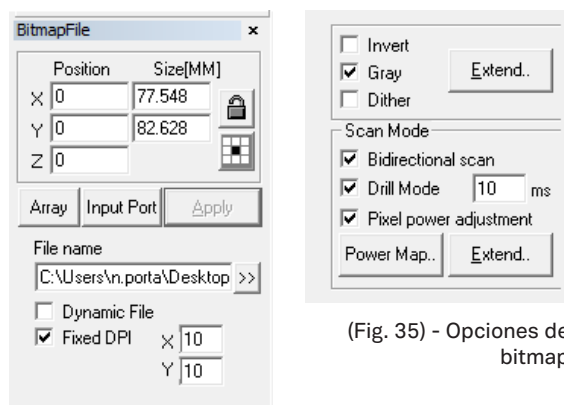 BitmapFile x
Position Size[MM]
X 0 77.548
Y 0 82.628
Z 0
Array Input Port Apply
File name
C:\Users\n.porta\Desktop >>
Dynamic File
Fixed DPI X 10
Y 10
Invert
Gray Extend..
Dither
Scan Mode
Bidirectional scan
Drill Mode 10 ms
Pixel power adjustment
Power Map.. Extend..
(Fig. 35) - Opciones de
bitmap